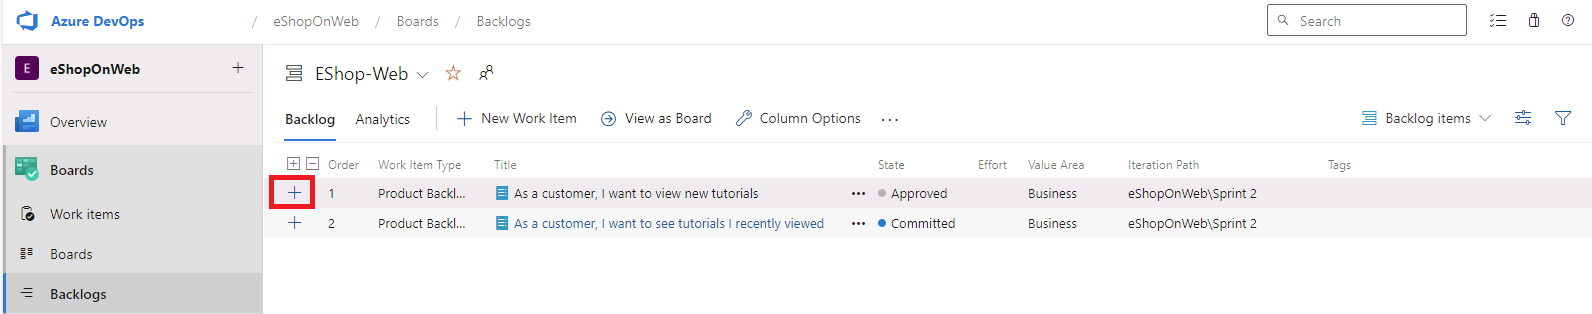 Azure DevOps / eShopOnWeb / Boards / Backlogs Search
E eShopOnWeb +
EShop-Web
Overview
Backlog Analytics + New Work Item View as Board Column Options ... Backlog items
Order Work Item Type Title State Effort Value Area Iteration Path Tags
Boards
+ 1 Product Backl... As a customer, I want to view new tutorials ... Approved Business eShopOnWeb\Sprint 2
Work items
+ 2 Product Backl... As a customer, I want to see tutorials I recently viewed ... Committed Business eShopOnWeb\Sprint 2
Boards
Backlogs